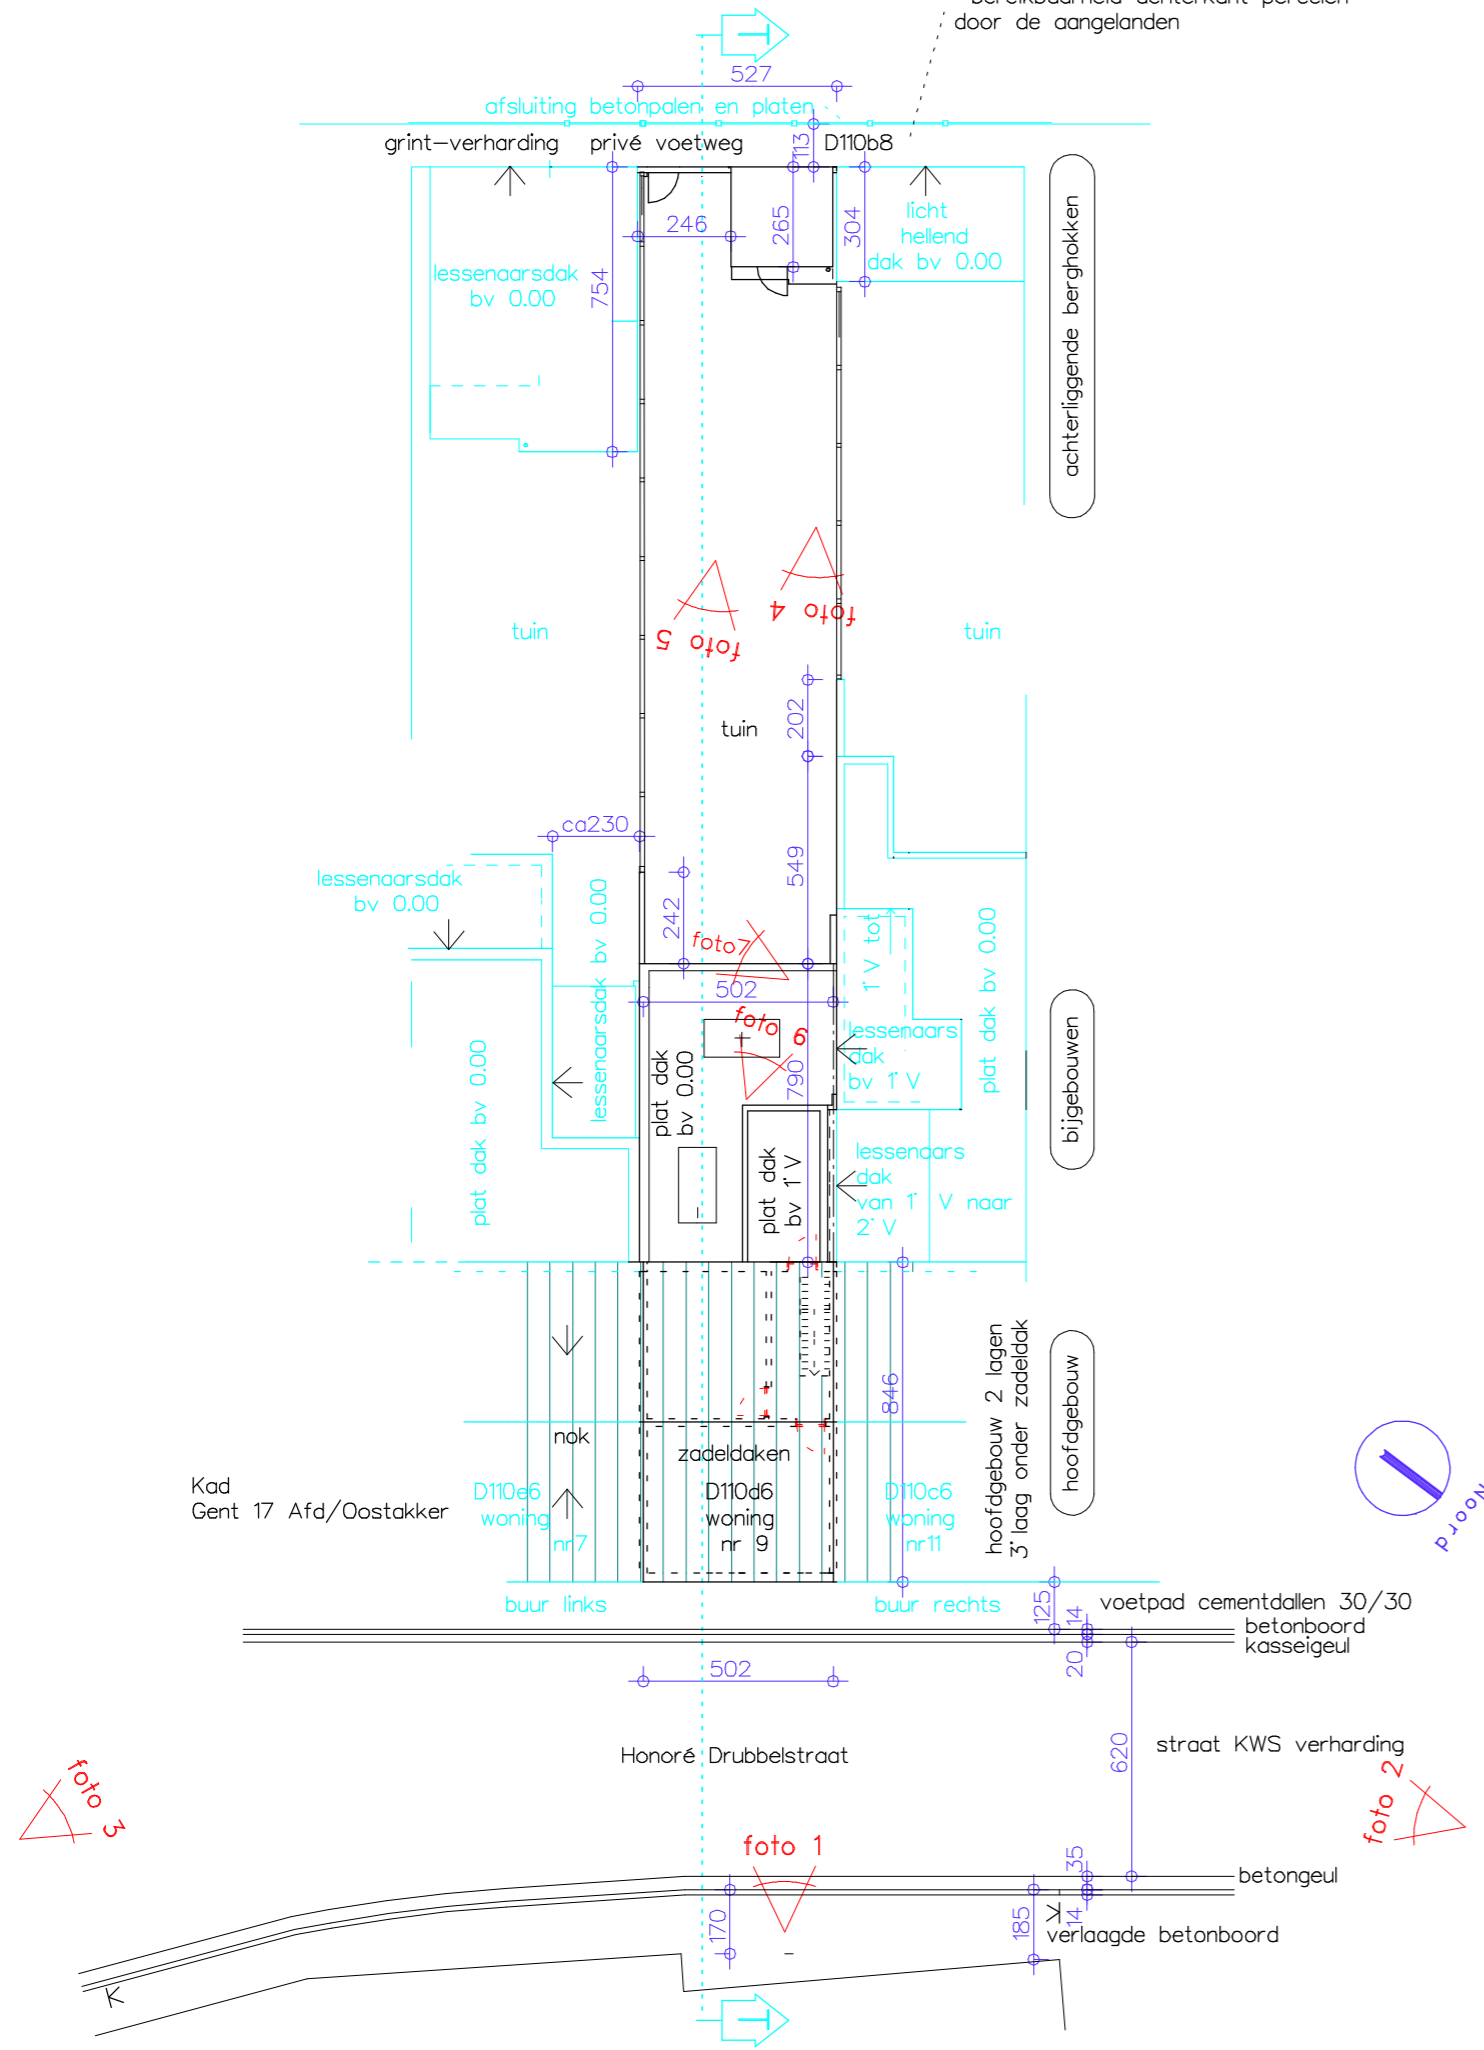 bereikbaarheid achterkant percelen
door de aangelanden
527
afsluiting betonpalen en platen
grint-verharding
privé voetweg
113
D110b8
246
265
304
licht
hellend
dak bv 0.00
lessenaarsdak
bv 0.00
754
achterliggende berghokken
foto 5
foto 4
tuin
tuin
tuin
202
ca230
549
lessenaarsdak
bv 0.00
lessenaarsdak bv 0.00
242
foto7
1°V tot
plat dak bv 0.00
502
foto 6
lessenaars
dak
bv 1°V
plat dak
bv 0.00
790
plat dak bv 0.00
bijgebouwen
plat dak
bv 1°V
lessenaars
dak
van 1° V naar
2°V
846
hoofdgebouw 2 lagen
3°laag onder zadeldak
hoofdgebouw
nok
zadeldaken
Kad
Gent 17 Afd/Oostakker
D110e6
woning
nr7
D110d6
woning
nr 9
D110c6
woning
nr11
Noord
buur links
buur rechts
125
14
20
voetpad cementdallen 30/30
betonboord
kasseigeul
502
620
Honoré Drubbelstraat
straat KWS verharding
foto 3
foto 2
foto 1
35
betongeul
170
185
14
K
verlaagde betonboord
K